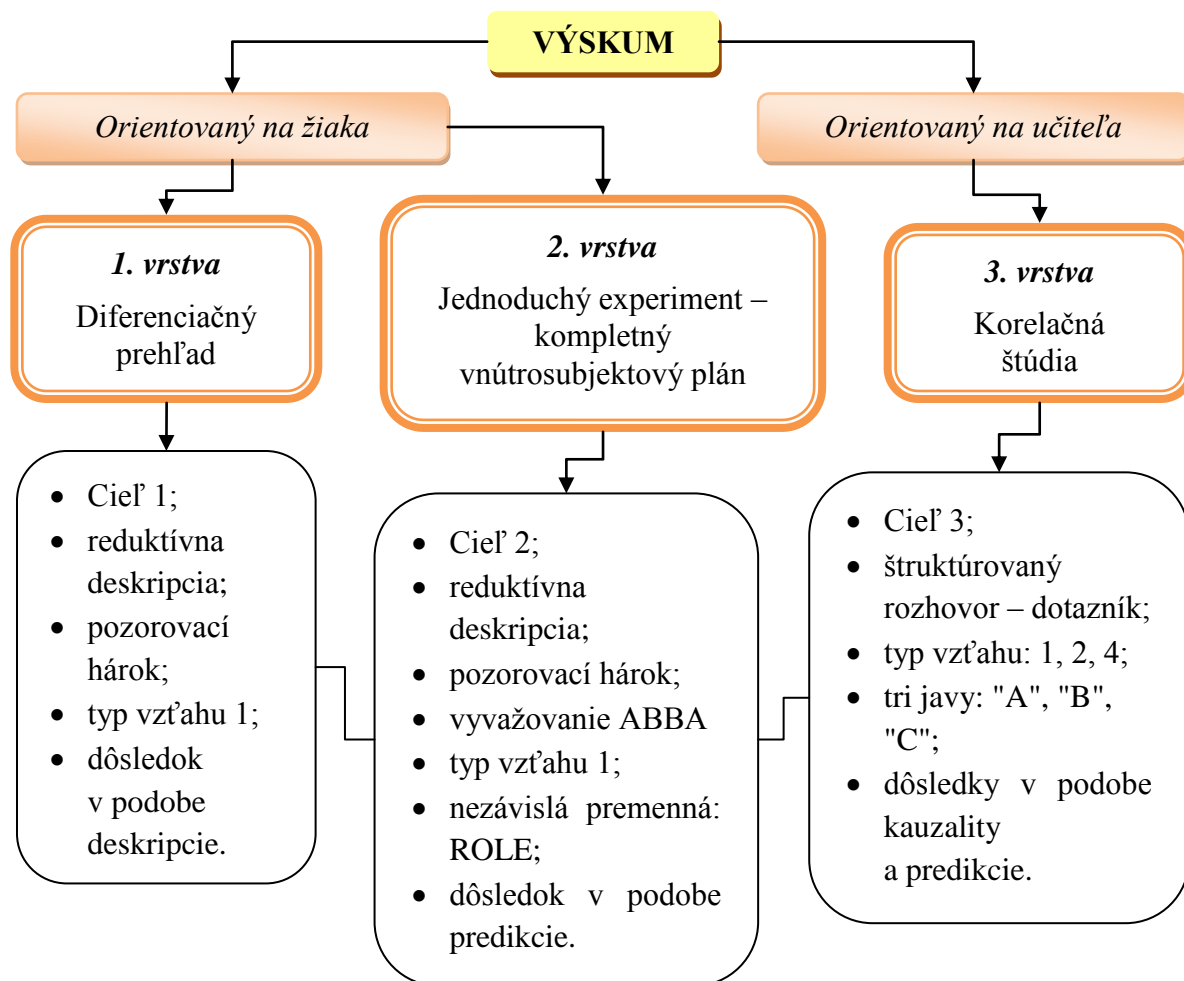 VÝSKUM
Orientovaný na žiaka
Orientovaný na učiteľa
1. vrstva
Diferenciačný
prehľad
2. vrstva
Jednoduchý experiment –
kompletný
vnútrosubjektový plán
3. vrstva
Korelačná
štúdia
• Cieľ 1;
• reduktívna
deskripcia;
• pozorovací
hárok;
• typ vzťahu 1;
• dôsledok
v podobe
deskripcie.
• Cieľ 2;
• reduktívna
deskripcia;
• pozorovací hárok;
• vyvažovanie ABBA
• typ vzťahu 1;
• nezávislá premenná:
ROLE;
• dôsledok v podobe
predikcie.
• Cieľ 3;
• štruktúrovaný
rozhovor – dotazník;
• typ vzťahu: 1, 2, 4;
• tri javy: "A", "B",
"C";
• dôsledky v podobe
kauzality
a predikcie.